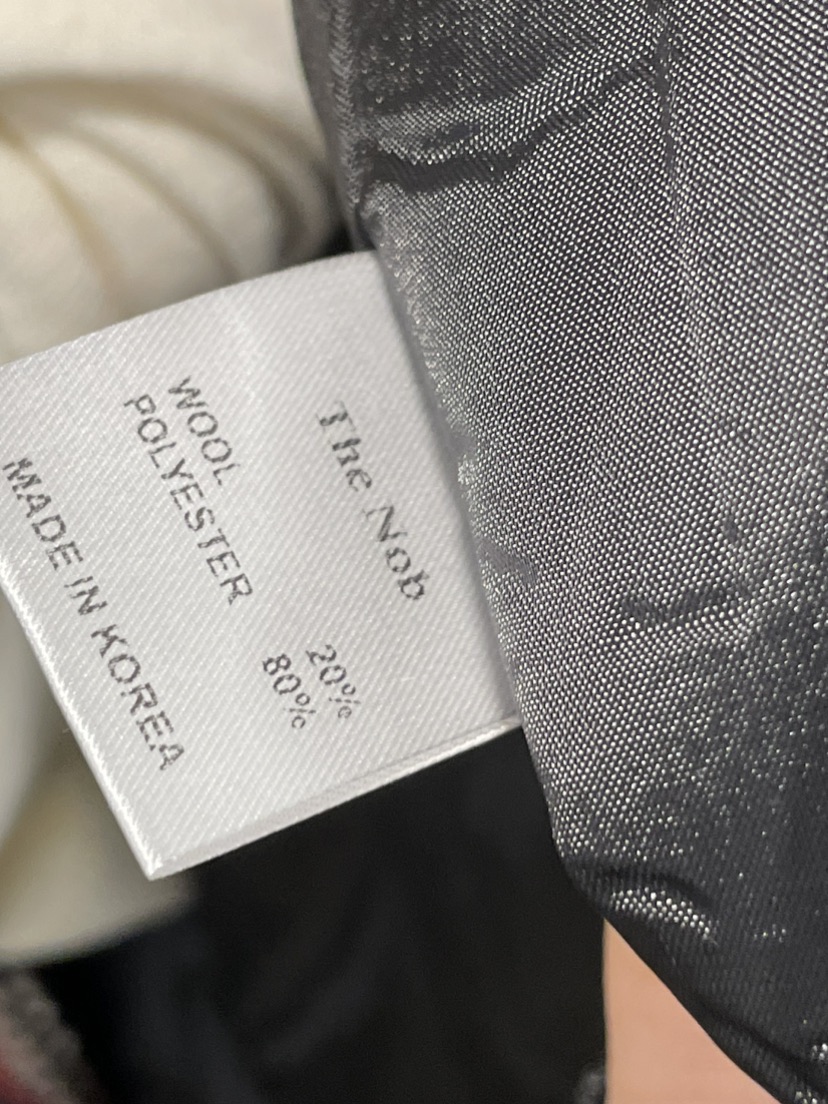 The Nob
WOOL 20%
POLYESTER 80%
MADE IN KOREA